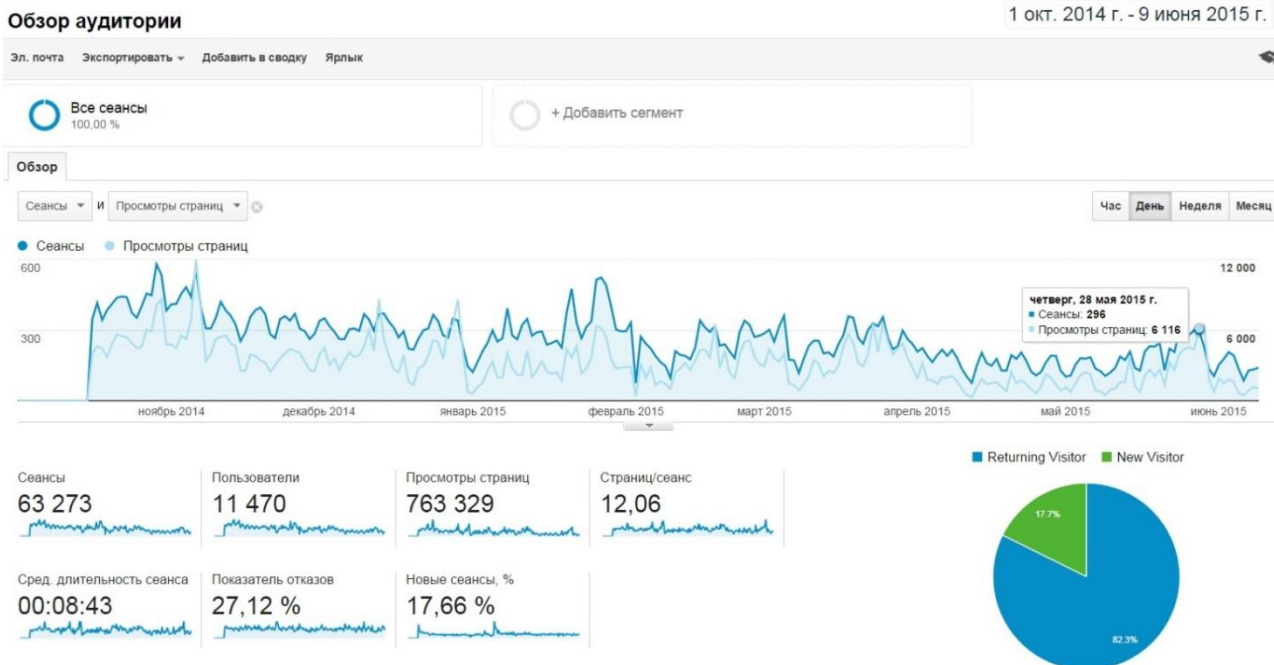 Обзор аудитории
1 окт. 2014 г. - 9 июня 2015 г.
Эл. почта Экспортировать Добавить в сводку Ярлык
Все сеансы
100,00 %
+ Добавить сегмент
Обзор
Сеансы и Просмотры страниц
Час День Неделя Месяц
Сеансы Просмотры страниц
600
12 000
300
6 000
четверг, 28 мая 2015 г.
Сеансы: 296
Просмотры страниц: 6 116
ноябрь 2014 декабрь 2014 январь 2015 февраль 2015 март 2015 апрель 2015 май 2015 июнь 2015
Returning Visitor New Visitor
Сеансы Пользователи Просмотры страниц Страниц/сеанс
63 273 11 470 763 329 12,06
Сред. длительность сеанса Показатель отказов Новые сеансы, %
00:08:43 27,12 % 17,66 %
17.7%
82.3%